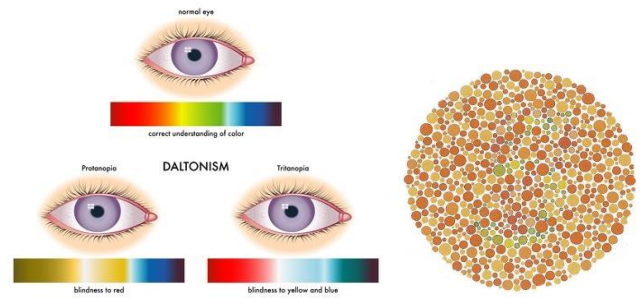 normal eye
correct understanding of color
DALTONISM
Protanopia
Tritanopia
blindness to red
blindness to yellow and blue